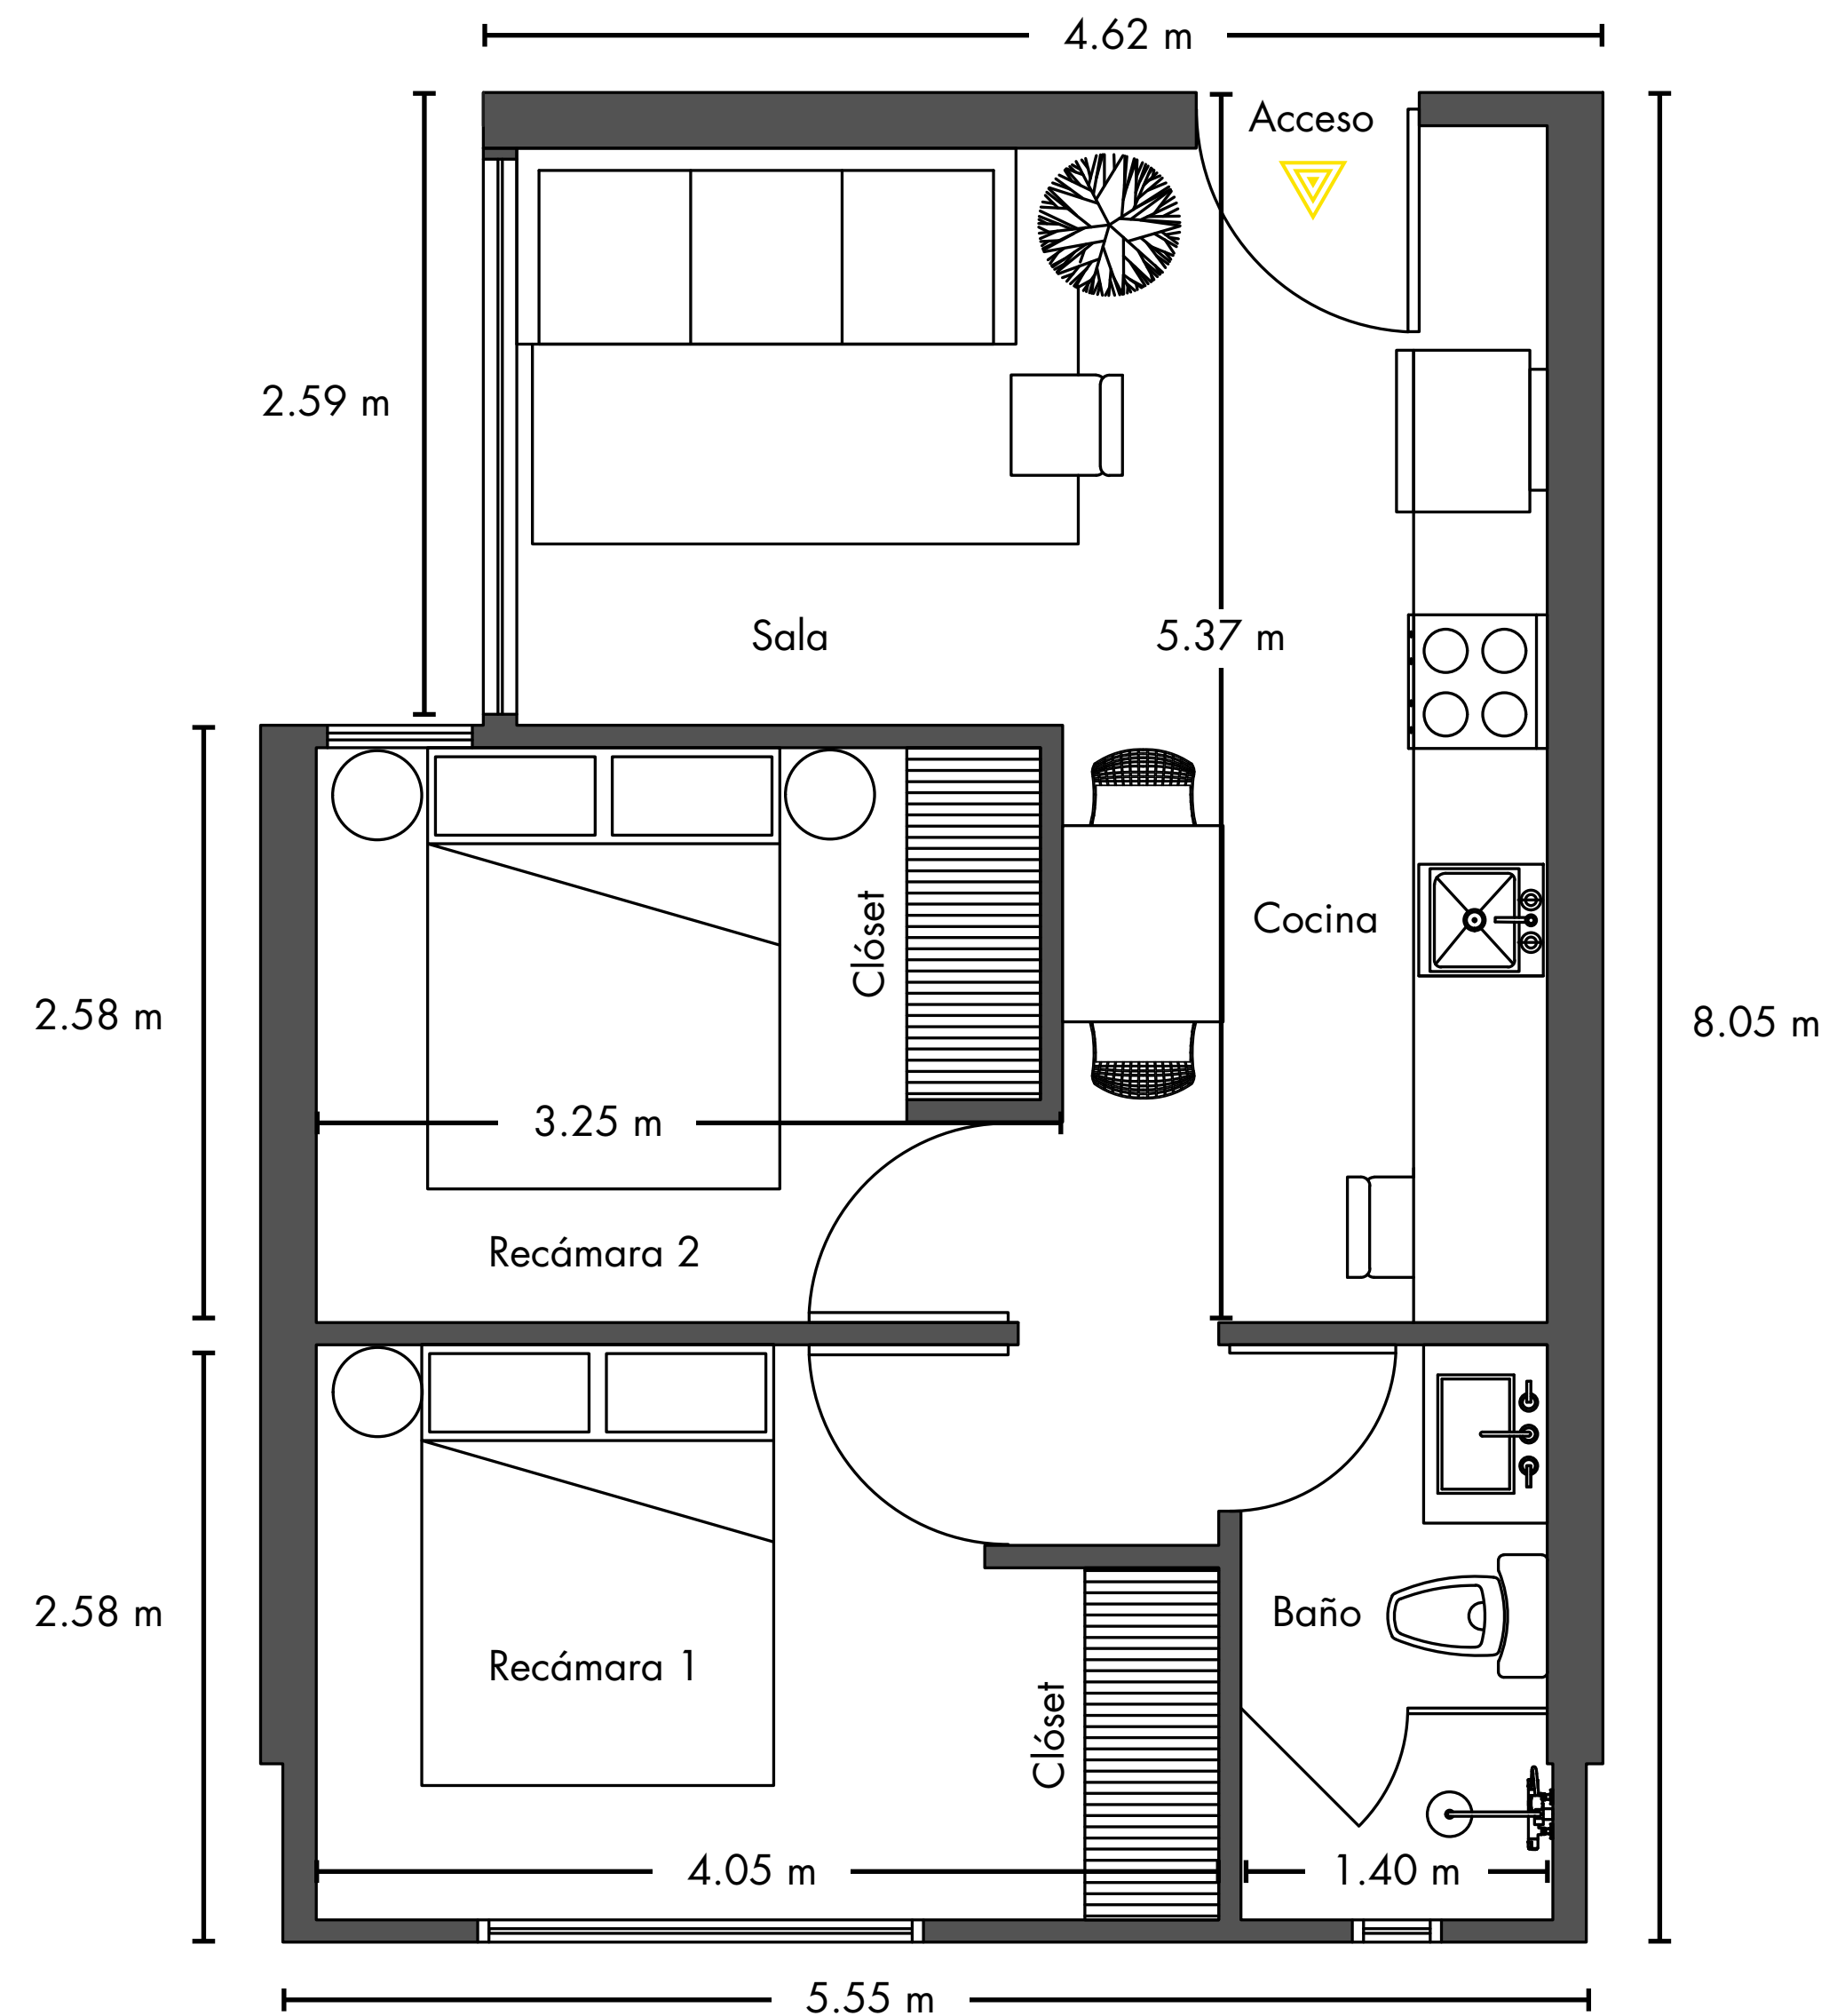 4.62 m
Acceso
2.59 m
Sala
5.37 m
Clóset
Cocina
2.58 m
8.05 m
3.25 m
Recámara 2
2.58 m
Baño
Recámara 1
Clóset
4.05 m
1.40 m
5.55 m